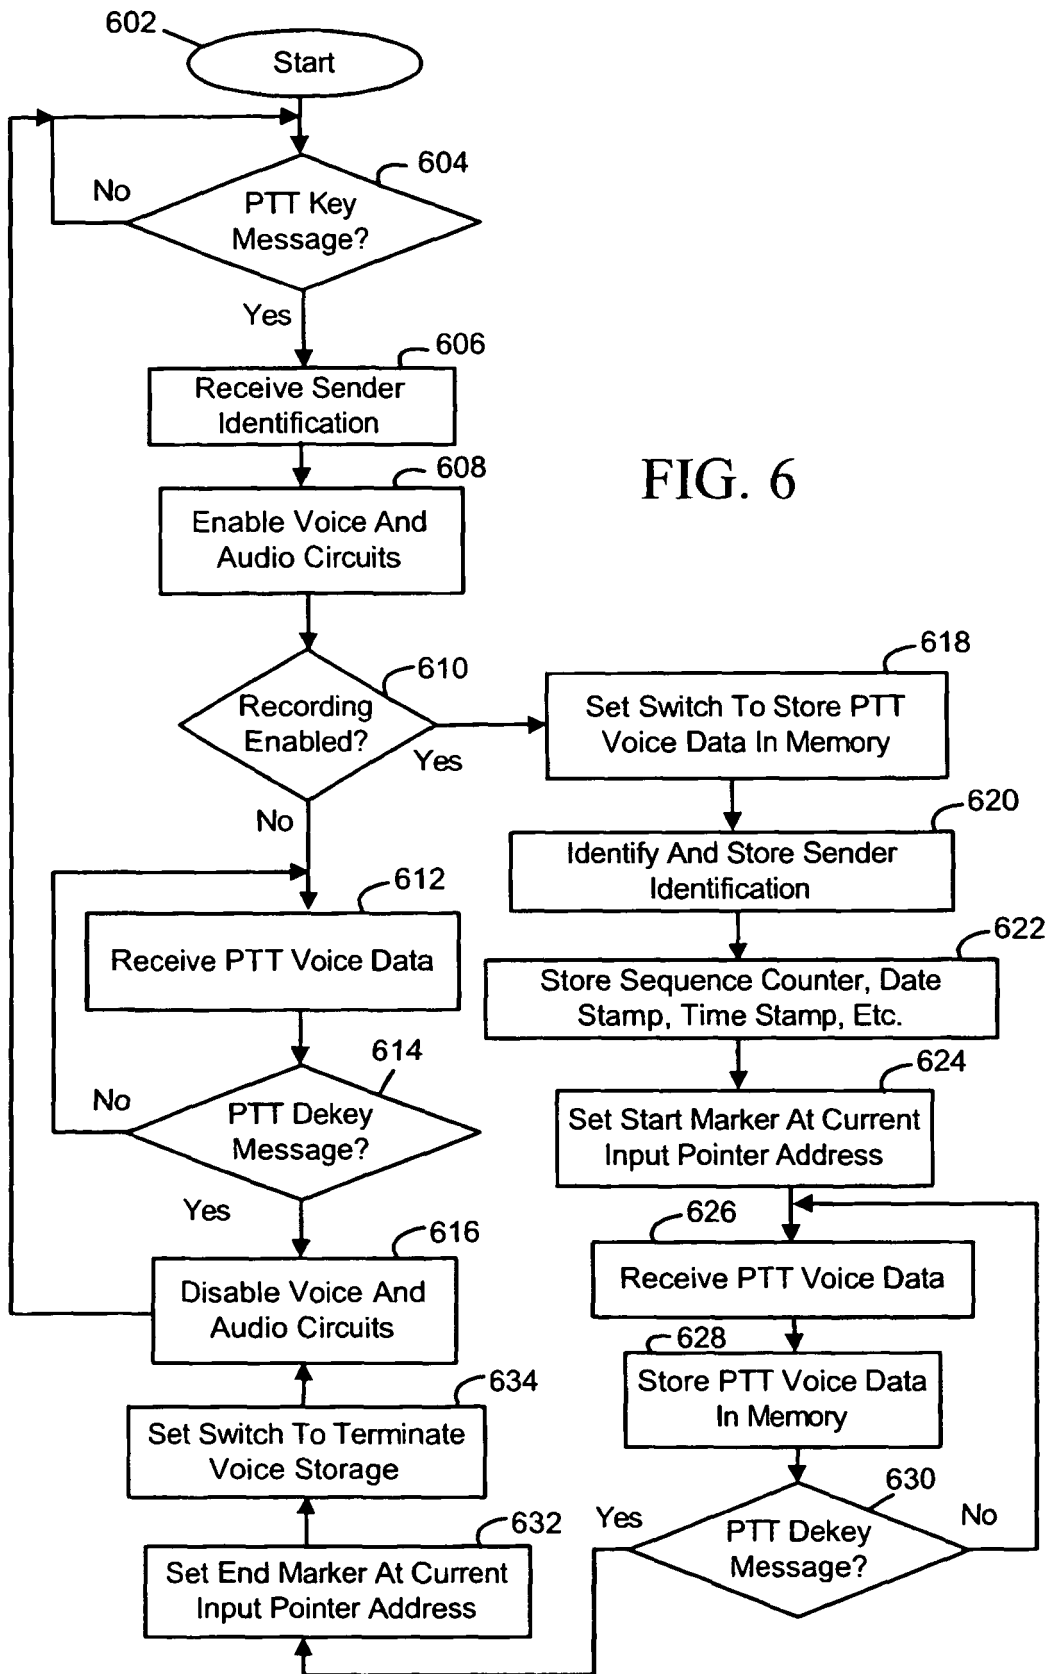 602
Start
604
No
PTT Key
Message?
Yes
606
Receive Sender
Identification
608
Enable Voice And
Audio Circuits
FIG. 6
610
Recording
Enabled?
Yes
No
612
Receive PTT Voice Data
614
No
PTT Dekey
Message?
Yes
616
Disable Voice And
Audio Circuits
634
Set Switch To Terminate
Voice Storage
632
Set End Marker At Current
Input Pointer Address
618
Set Switch To Store PTT
Voice Data In Memory
620
Identify And Store Sender
Identification
622
Store Sequence Counter, Date
Stamp, Time Stamp, Etc.
624
Set Start Marker At Current
Input Pointer Address
626
Receive PTT Voice Data
628
Store PTT Voice Data
In Memory
630
Yes
No
PTT Dekey
Message?